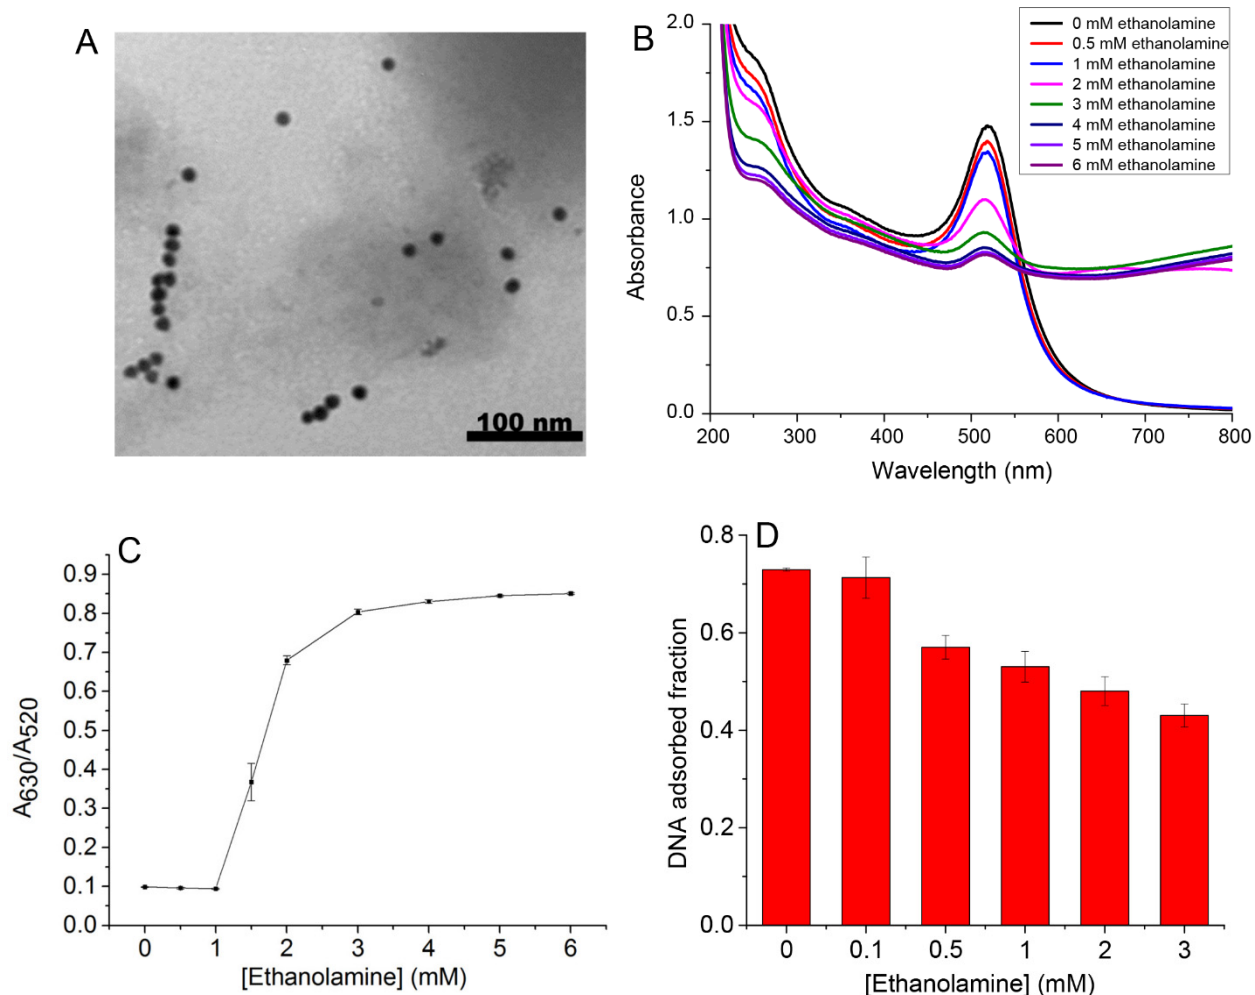 A
100 nm
B
0 mM ethanolamine
0.5 mM ethanolamine
1 mM ethanolamine
2 mM ethanolamine
3 mM ethanolamine
4 mM ethanolamine
5 mM ethanolamine
6 mM ethanolamine
2.0
1.5
1.0
0.5
0.0
Absorbance
200 300 400 500 600 700 800
Wavelength (nm)
C
0.9
0.8
0.7
0.6
0.5
0.4
0.3
0.2
0.1
0.0
A630/A520
0 1 2 3 4 5 6
[Ethanolamine] (mM)
D
0.8
0.6
0.4
0.2
0.0
DNA adsorbed fraction
0 0.1 0.5 1 2 3
[Ethanolamine] (mM)